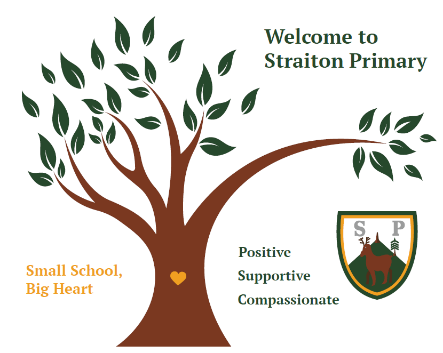 Welcome to
Straiton Primary
S P
Positive
Small School,
Big Heart
Supportive
Compassionate